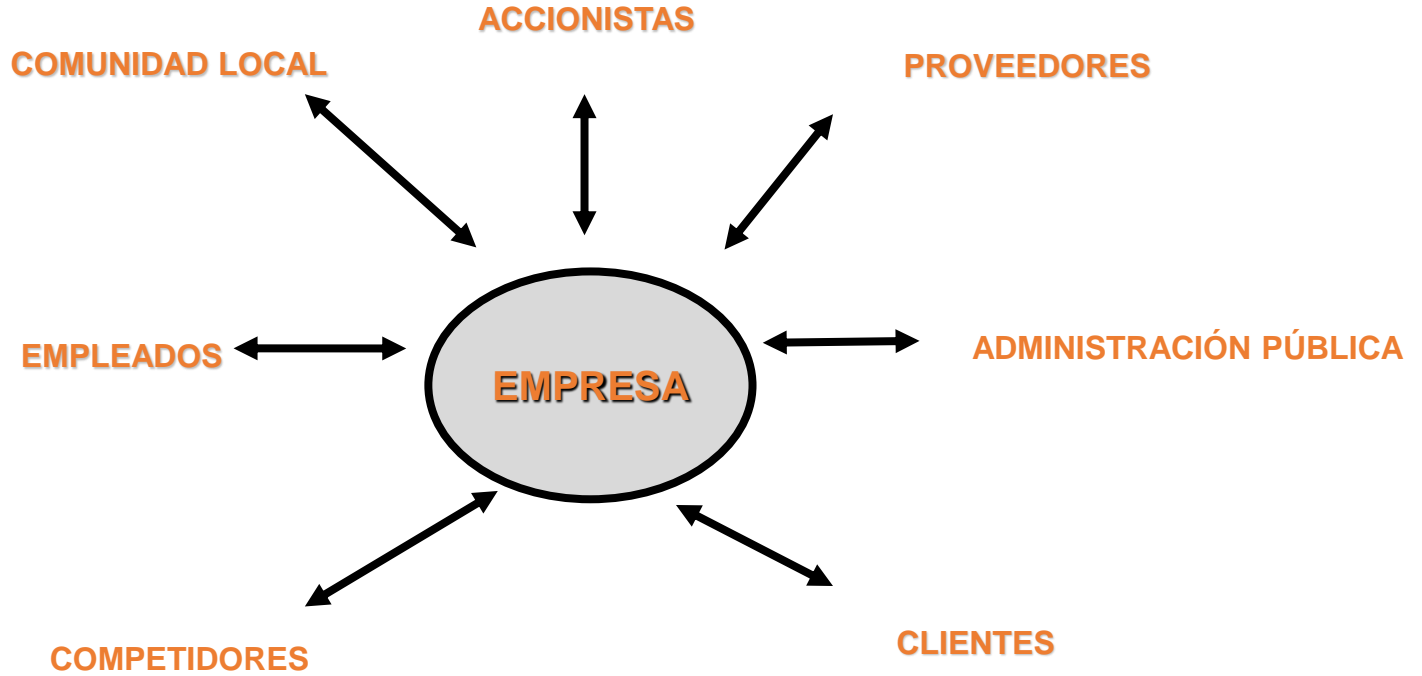 ACCIONISTAS
COMUNIDAD LOCAL
PROVEEDORES
EMPLEADOS
ADMINISTRACIÓN PÚBLICA
EMPRESA
COMPETIDORES
CLIENTES